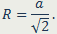 R = a/√2.